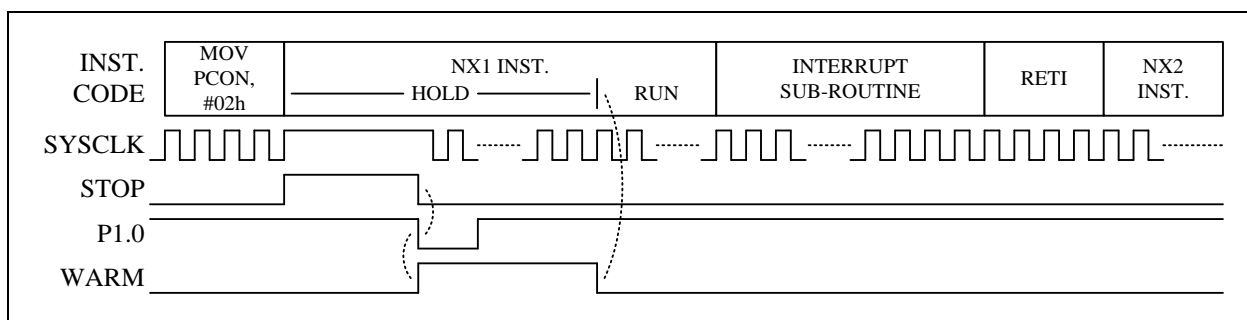 INST. CODE
MOV PCON, #02h
NX1 INST.
HOLD
RUN
INTERRUPT SUB-ROUTINE
RETI
NX2 INST.
SYSCLK
STOP
P1.0
WARM